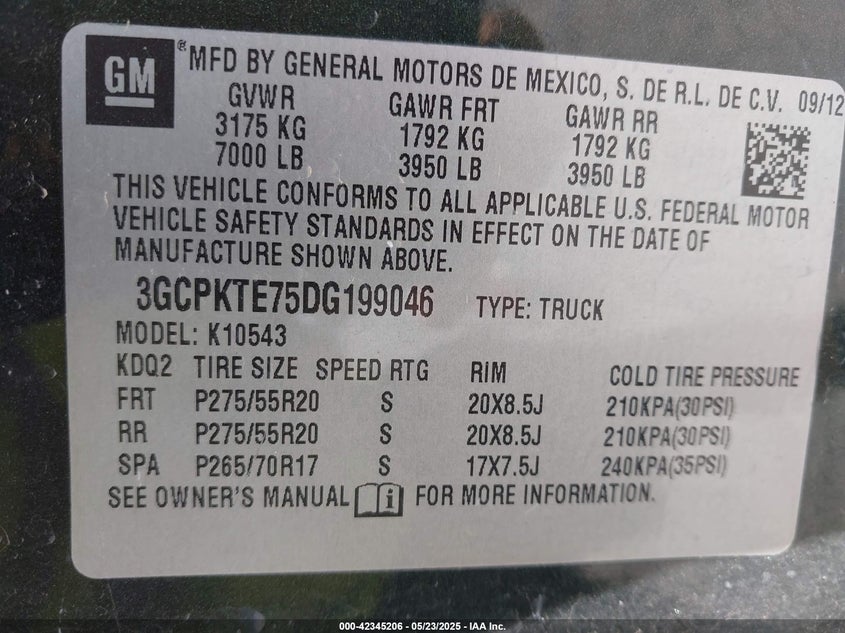 GM ® MFD BY GENERAL MOTORS DE MEXICO, S. DE R.L. DE C.V. 09/12
GVWR GAWR FRT GAWR RR
3175 KG 1792 KG 1792 KG
7000 LB 3950 LB 3950 LB
THIS VEHICLE CONFORMS TO ALL APPLICABLE U.S. FEDERAL MOTOR
VEHICLE SAFETY STANDARDS IN EFFECT ON THE DATE OF
MANUFACTURE SHOWN ABOVE.
3GCPKTE75DG199046 TYPE: TRUCK
MODEL: K10543
KDQ2 TIRE SIZE SPEED RTG RIM COLD TIRE PRESSURE
FRT P275/55R20 S 20X8.5J 210KPA(30PSI)
RR P275/55R20 S 20X8.5J 210KPA(30PSI)
SPA P265/70R17 S 17X7.5J 240KPA(35PSI)
SEE OWNER'S MANUAL i FOR MORE INFORMATION.
000-42345206 - 05/23/2025 - IAA Inc.